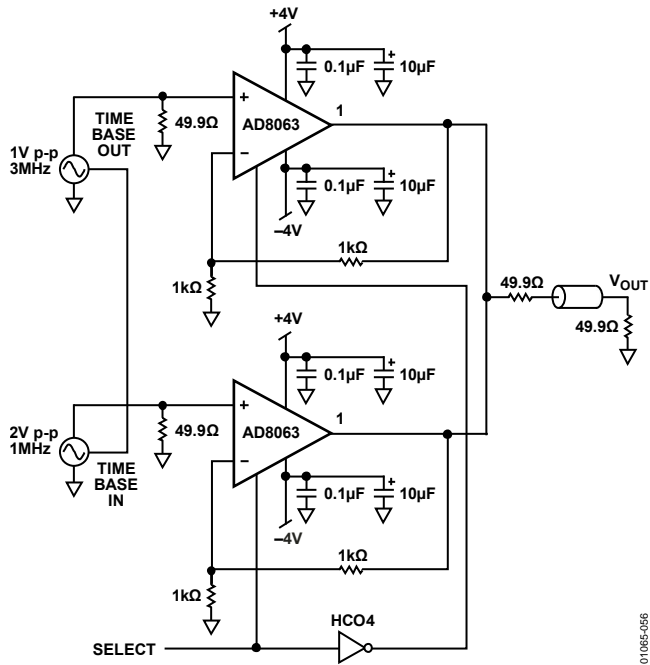 +4V
0.1µF
10µF
+
TIME
BASE
OUT
49.9Ω
+
AD8063
1
–
1V p-p
3MHz
0.1µF
10µF
+
–4V
1kΩ
1kΩ
49.9Ω
VOUT
49.9Ω
+4V
0.1µF
10µF
+
2V p-p
1MHz
49.9Ω
+
AD8063
1
–
TIME
BASE
IN
0.1µF
10µF
+
–4V
1kΩ
1kΩ
HCO4
SELECT
01065-056